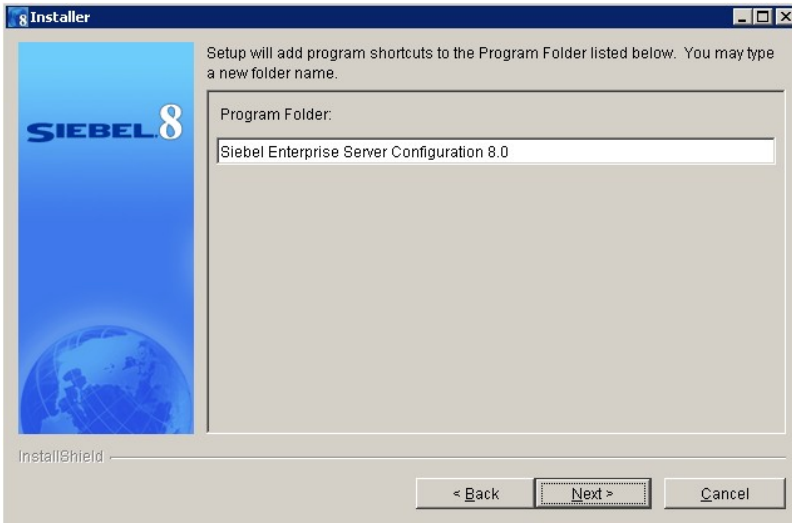 8 Installer
Setup will add program shortcuts to the Program Folder listed below. You may type
a new folder name.
SIEBEL.8
Program Folder:
Siebel Enterprise Server Configuration 8.0
InstallShield
< Back
Next >
Cancel